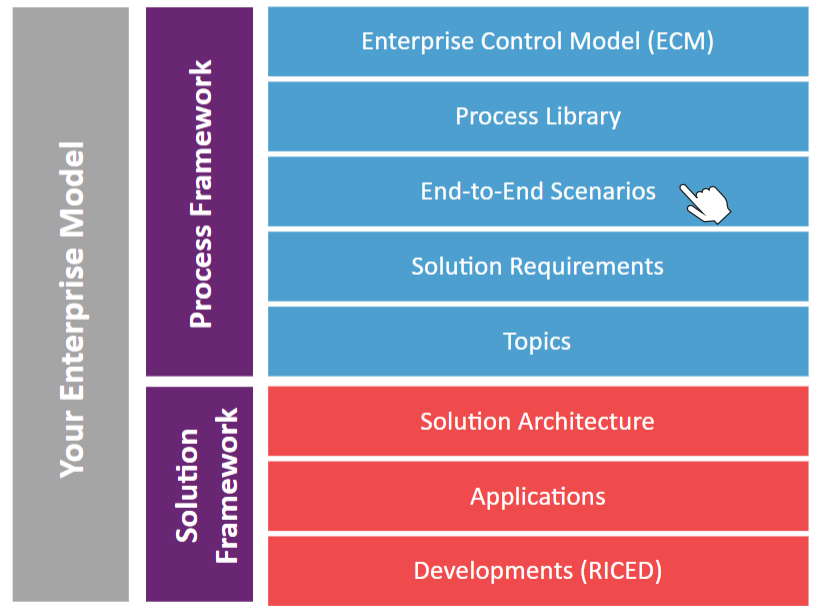 Your Enterprise Model
Process Framework
Enterprise Control Model (ECM)
Process Library
End-to-End Scenarios
Solution Requirements
Topics
Solution
Framework
Solution Architecture
Applications
Developments (RICED)